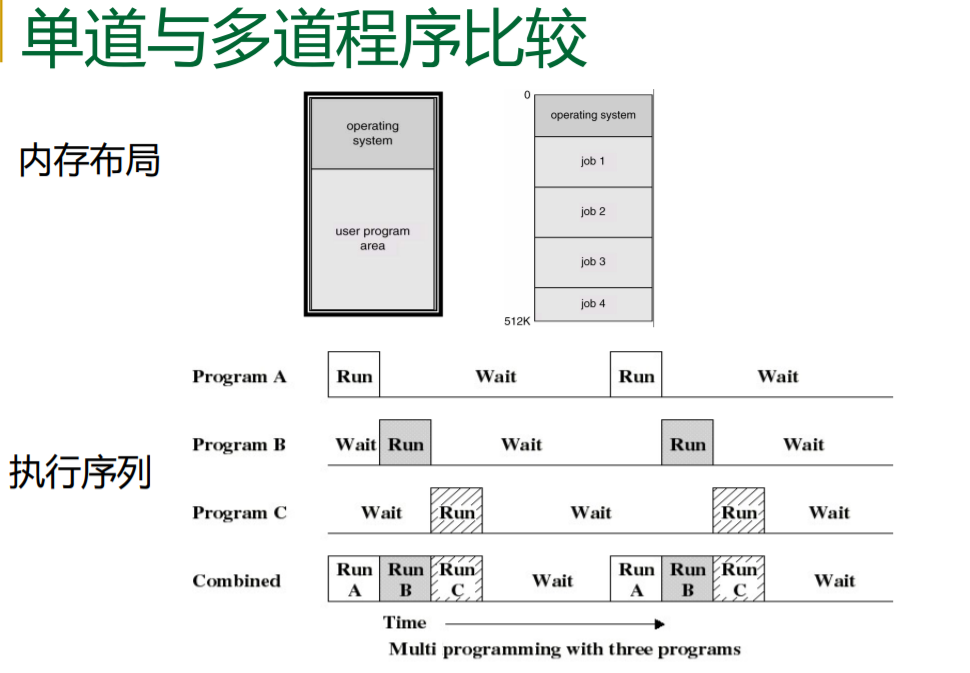 单道与多道程序比较
内存布局
operating
system
user program
area
0
operating system
job 1
job 2
job 3
job 4
512K
执行序列
Program A Run Wait Run Wait
Program B Wait Run Wait Run Wait
Program C Wait Run Wait Run Wait
Combined Run A Run B Run C Wait Run A Run B Run C Wait
Time
Multi programming with three programs